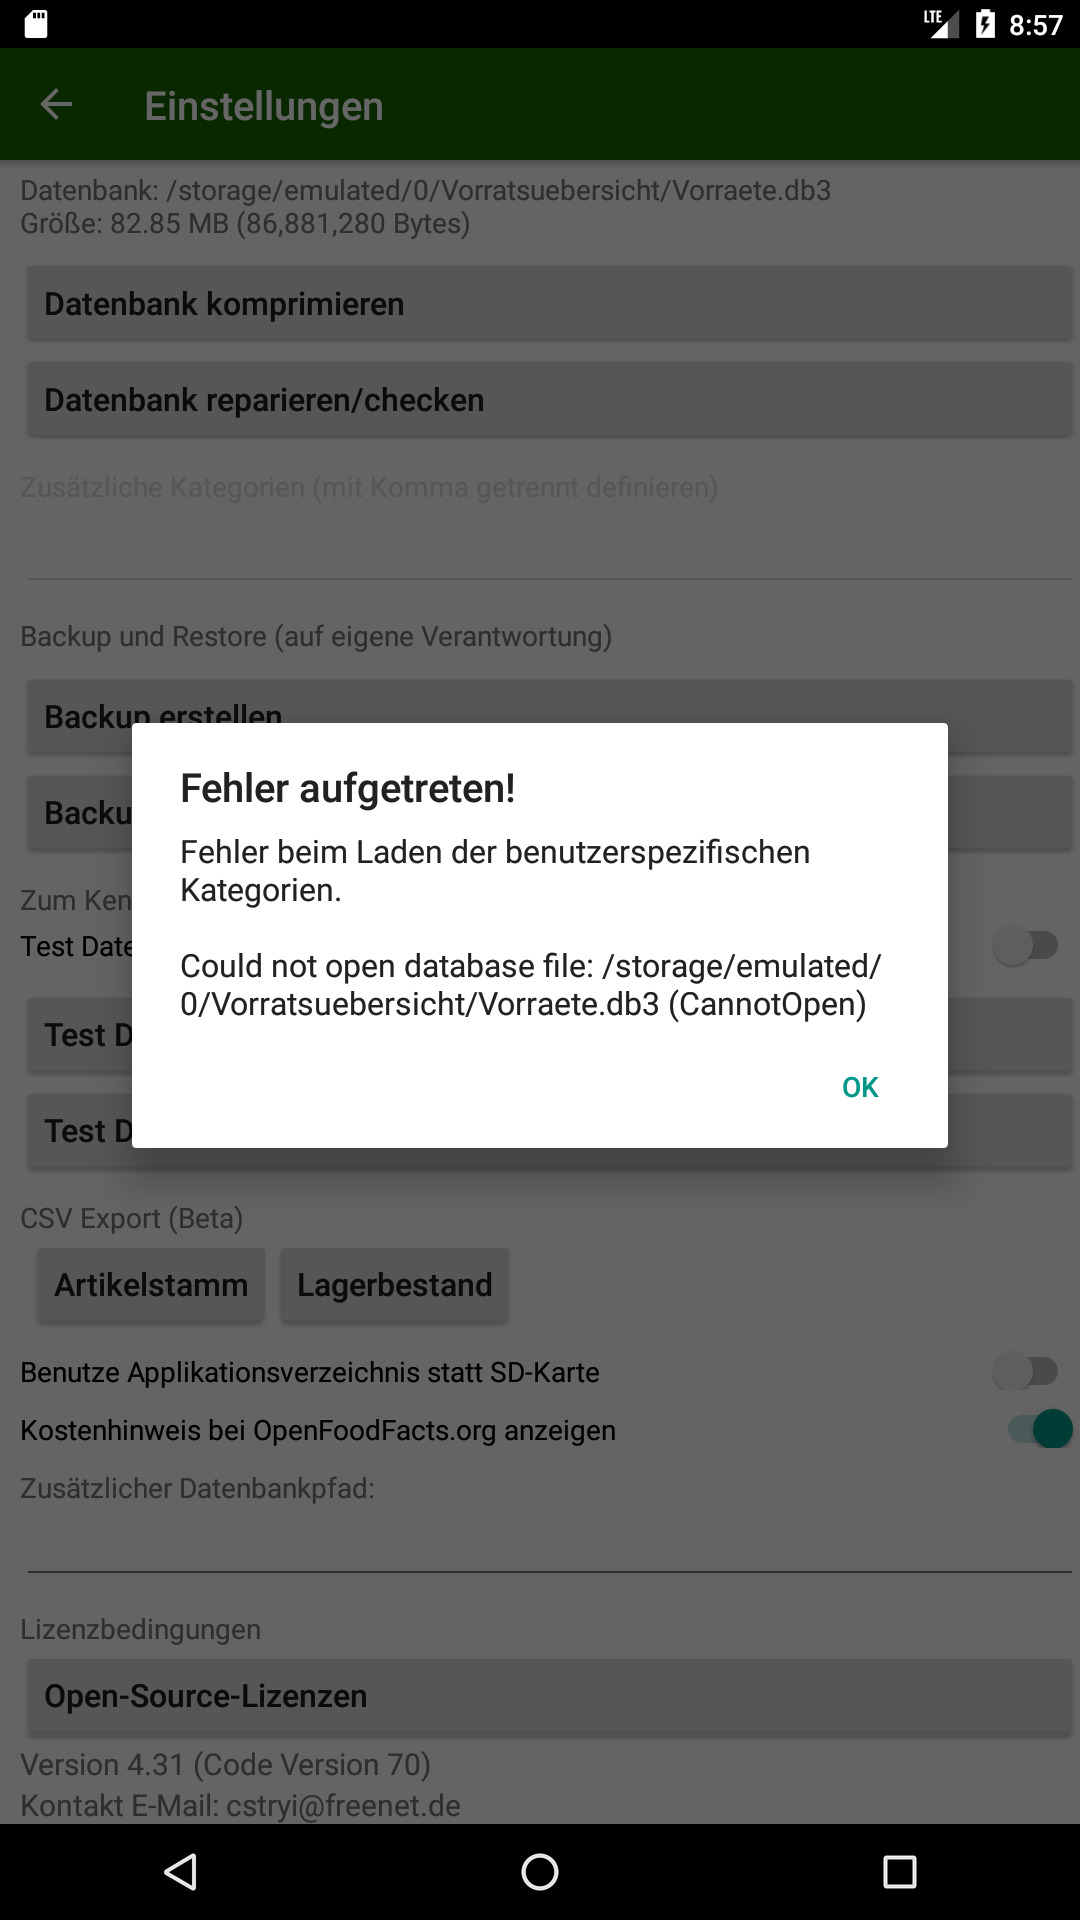 LTE 8:57
Einstellungen
Datenbank: /storage/emulated/0/Vorratsuebersicht/Vorraete.db3
Größe: 82.85 MB (86,881,280 Bytes)
Datenbank komprimieren
Datenbank reparieren/checken
Zusätzliche Kategorien (mit Komma getrennt definieren)
Backup und Restore (auf eigene Verantwortung)
Backup erstellen
Backu
Zum Ken
Test Date
Test D
Test D
Fehler aufgetreten!
Fehler beim Laden der benutzerspezifischen
Kategorien.
Could not open database file: /storage/emulated/
0/Vorratsuebersicht/Vorraete.db3 (CannotOpen)
OK
CSV Export (Beta)
Artikelstamm Lagerbestand
Benutze Applikationsverzeichnis statt SD-Karte
Kostenhinweis bei OpenFoodFacts.org anzeigen
Zusätzlicher Datenbankpfad:
Lizenzbedingungen
Open-Source-Lizenzen
Version 4.31 (Code Version 70)
Kontakt E-Mail: cstryi@freenet.de